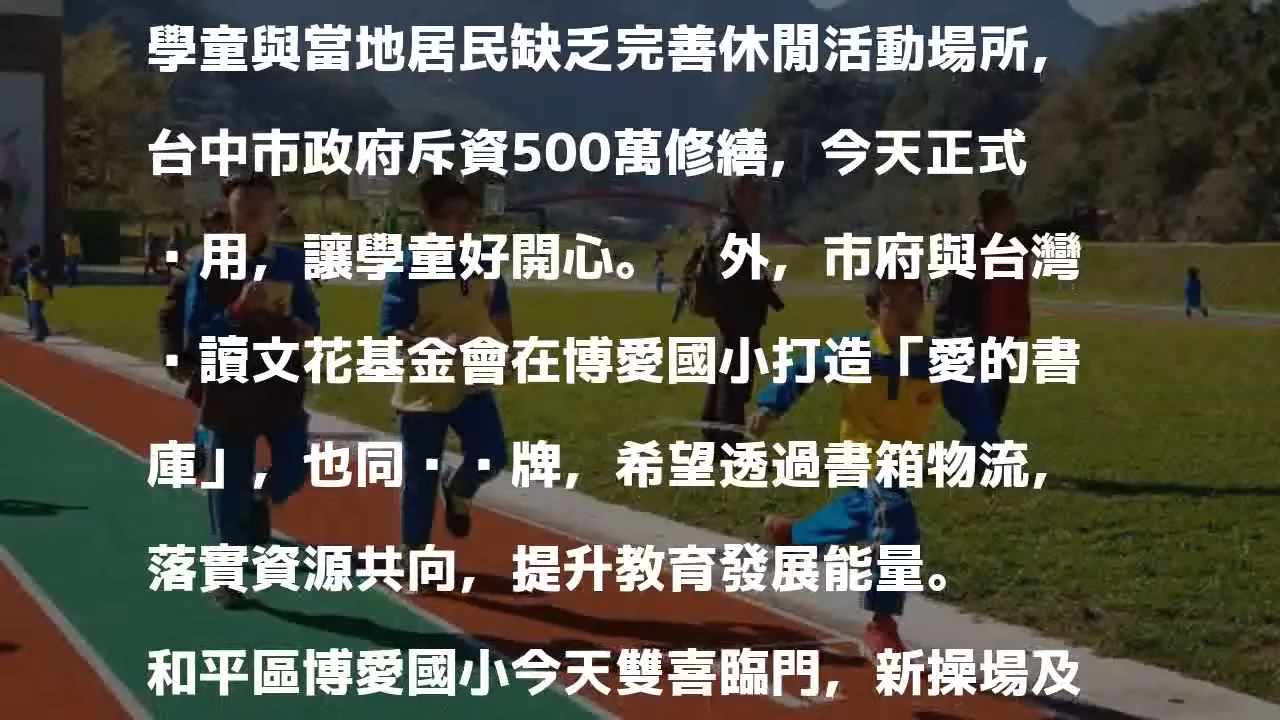 學童與當地居民缺乏完善休閒活動場所,
台中市政府斥資500萬修繕, 今天正式
·用, 讓學童好開心。 外, 市府與台灣
·讀文花基金會在博愛國小打造「愛的書
庫」, 也同··牌, 希望透過書箱物流,
落實資源共向, 提升教育發展能量。
和平區博愛國小今天雙喜臨門, 新操場及